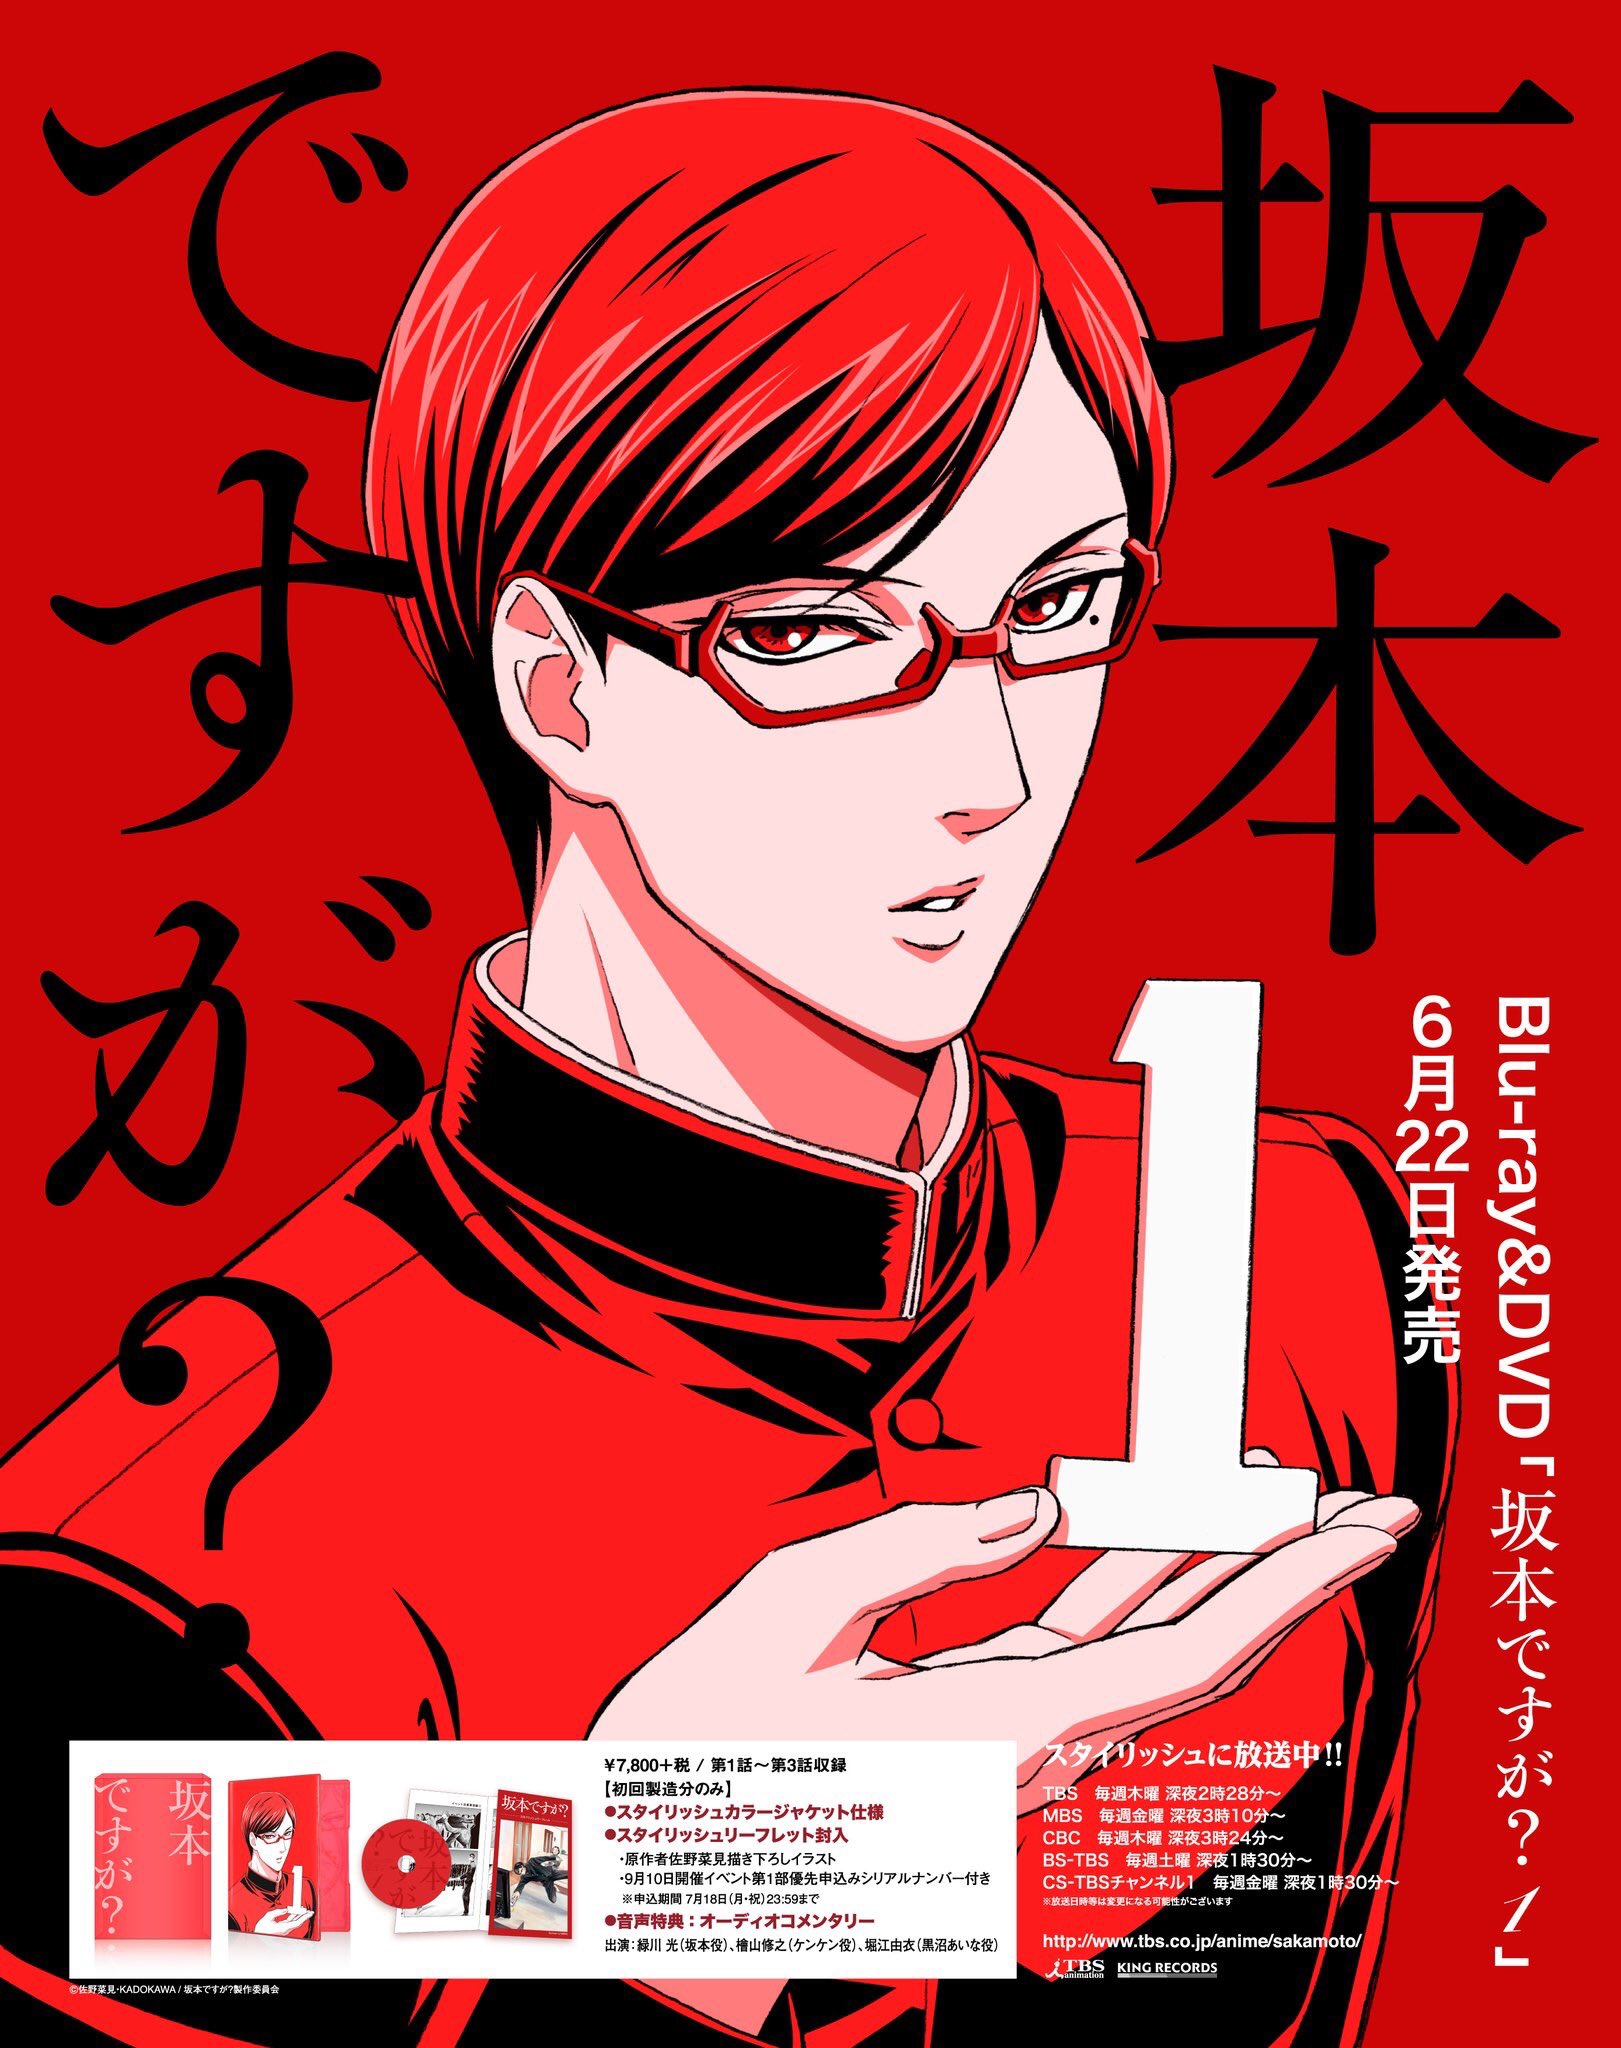 坂本
ですが?
Blu-ray&DVD「坂本ですが? 1」
6月22日発売
1
坂本
ですが?
坂本ですが?
¥7,800+税 / 第1話〜第3話収録
【初回製造分のみ】
●スタイリッシュカラージャケット仕様
●スタイリッシュリーフレット封入
・原作者佐野菜見描き下ろしイラスト
・9月10日開催イベント第1部優先申込みシリアルナンバー付き
※申込期間 7月18日(月・祝)23:59まで
●音声特典:オーディオコメンタリー
出演:緑川 光(坂本役)、檜山修之(ケンケン役)、堀江由衣(黒沼あいな役)
©佐野菜見・KADOKAWA / 坂本ですが?製作委員会
スタイリッシュに放送中!!
TBS 毎週木曜 深夜2時28分〜
MBS 毎週金曜 深夜3時10分〜
CBC 毎週木曜 深夜3時24分〜
BS-TBS 毎週土曜 深夜1時30分〜
CS-TBSチャンネル1 毎週金曜 深夜1時30分〜
※放送日時等は変更になる可能性がございます
http://www.tbs.co.jp/anime/sakamoto/
TBS animation
KING RECORDS